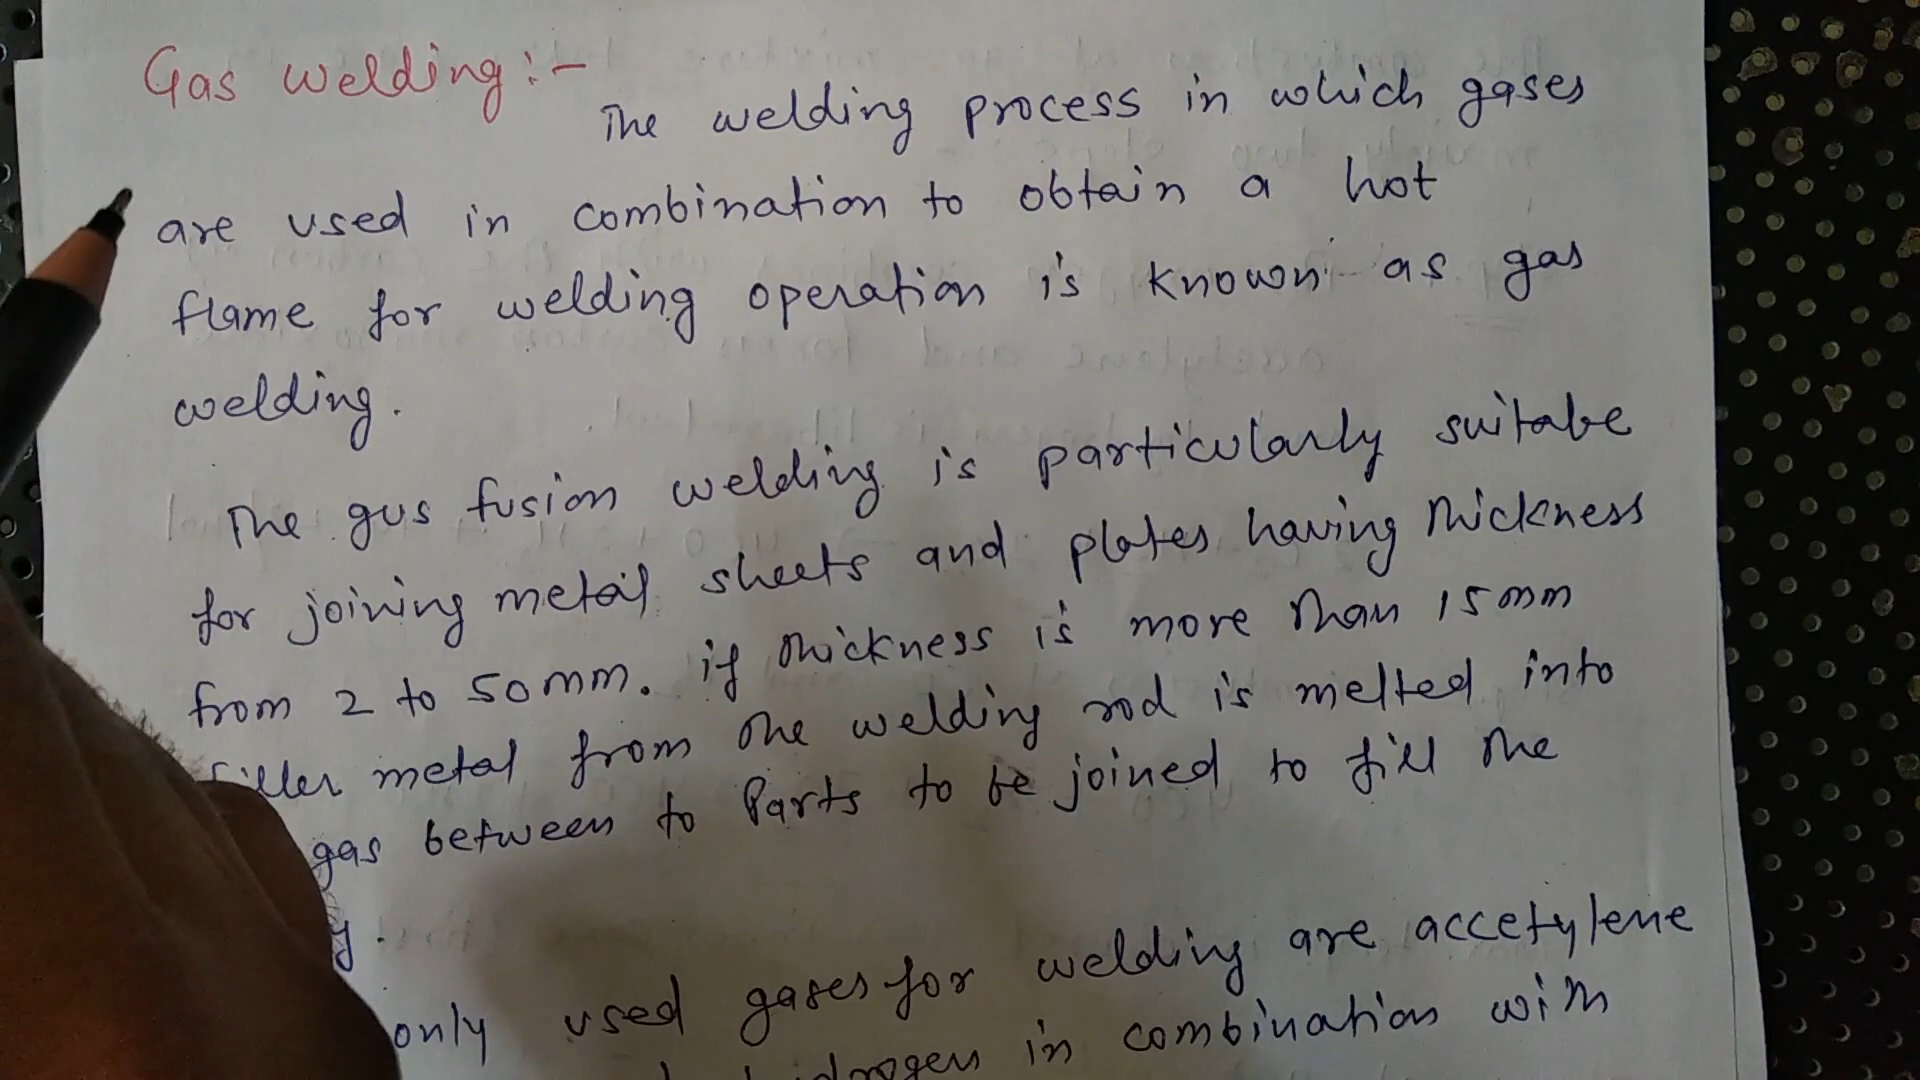 Gas welding:-
The welding process in which gases
are used in combination to obtain a hot
flame for welding operation is known as gas
welding.
The gus fusion welding is particularly suitabe
for joining metal sheets and plates having thickness
from 2 to 50mm. if thickness is more than 15mm
filler metal from the welding rod is melted into
gas between to Parts to be joined to fill the
only used gases for welding are accetylene
hidrogen in combination with